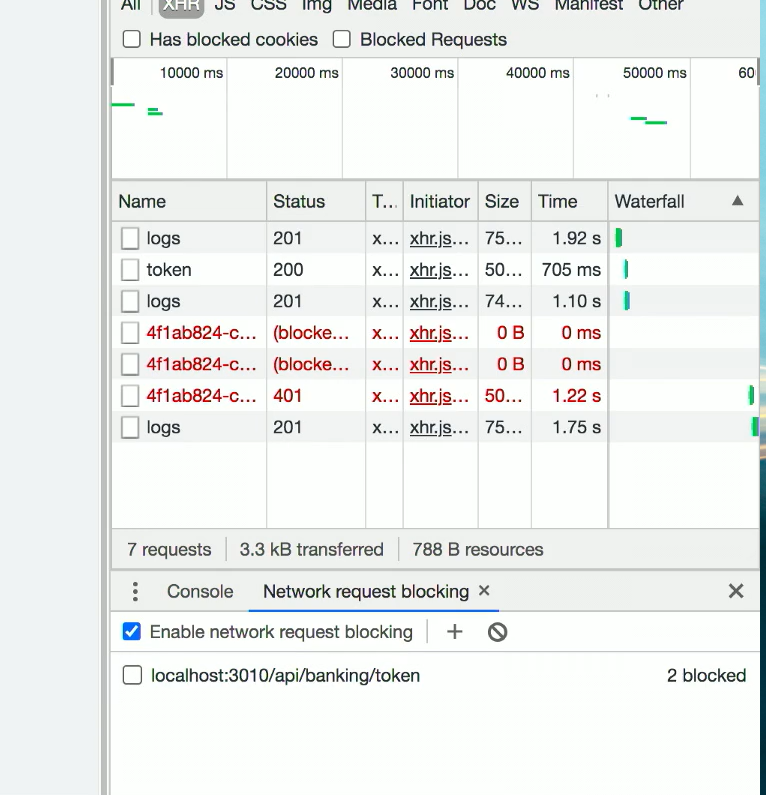 All XHR JS CSS Img Media Font Doc WS Manifest Other
Has blocked cookies Blocked Requests
10000 ms 20000 ms 30000 ms 40000 ms 50000 ms 60
Name Status T... Initiator Size Time Waterfall ▲
logs 201 x... xhr.js... 75... 1.92 s
token 200 x... xhr.js... 50... 705 ms
logs 201 x... xhr.js... 74... 1.10 s
4f1ab824-c... (blocke... x... xhr.js... 0 B 0 ms
4f1ab824-c... (blocke... x... xhr.js... 0 B 0 ms
4f1ab824-c... 401 x... xhr.js... 50... 1.22 s
logs 201 x... xhr.js... 75... 1.75 s
7 requests 3.3 kB transferred 788 B resources
Console Network request blocking ×
Enable network request blocking
localhost:3010/api/banking/token 2 blocked